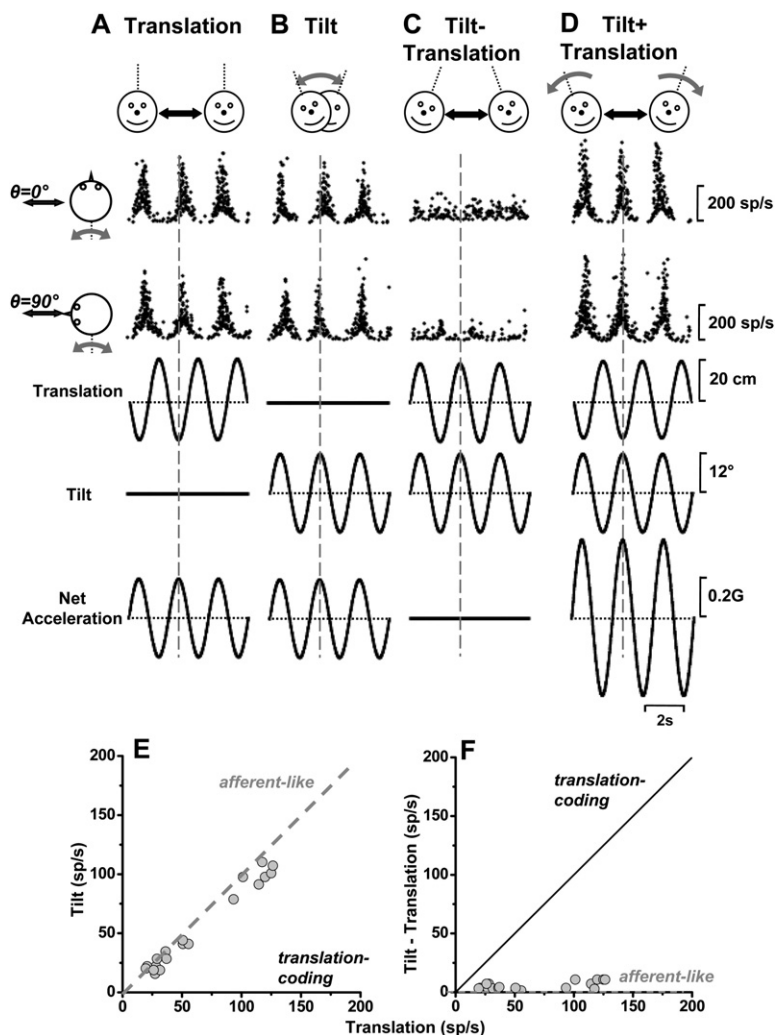 A Translation
B Tilt
C Tilt-
Translation
D Tilt+
Translation
θ=0°
200 sp/s
θ=90°
200 sp/s
Translation
20 cm
Tilt
12°
Net
Acceleration
0.2G
2s
E
200
150
100
50
0
Tilt (sp/s)
afferent-like
translation-
coding
0 50 100 150 200
F
200
150
100
50
0
Tilt - Translation (sp/s)
translation-
coding
afferent-like
0 50 100 150 200
Translation (sp/s)